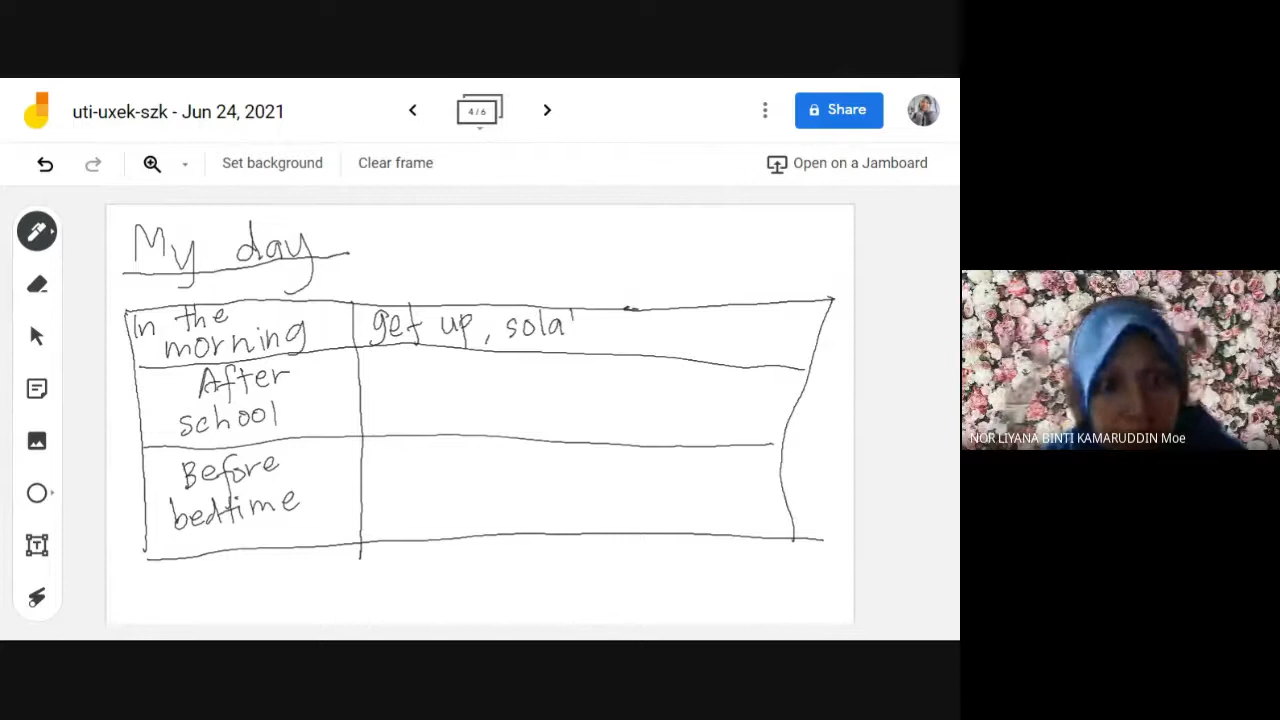 uti-uxek-szk - Jun 24, 2021
4 / 6
Share
Set background
Clear frame
Open on a Jamboard
My day
In the morning
get up, sola'
After school
Before bedtime
NOR LIYANA BINTI KAMARUDDIN Moe